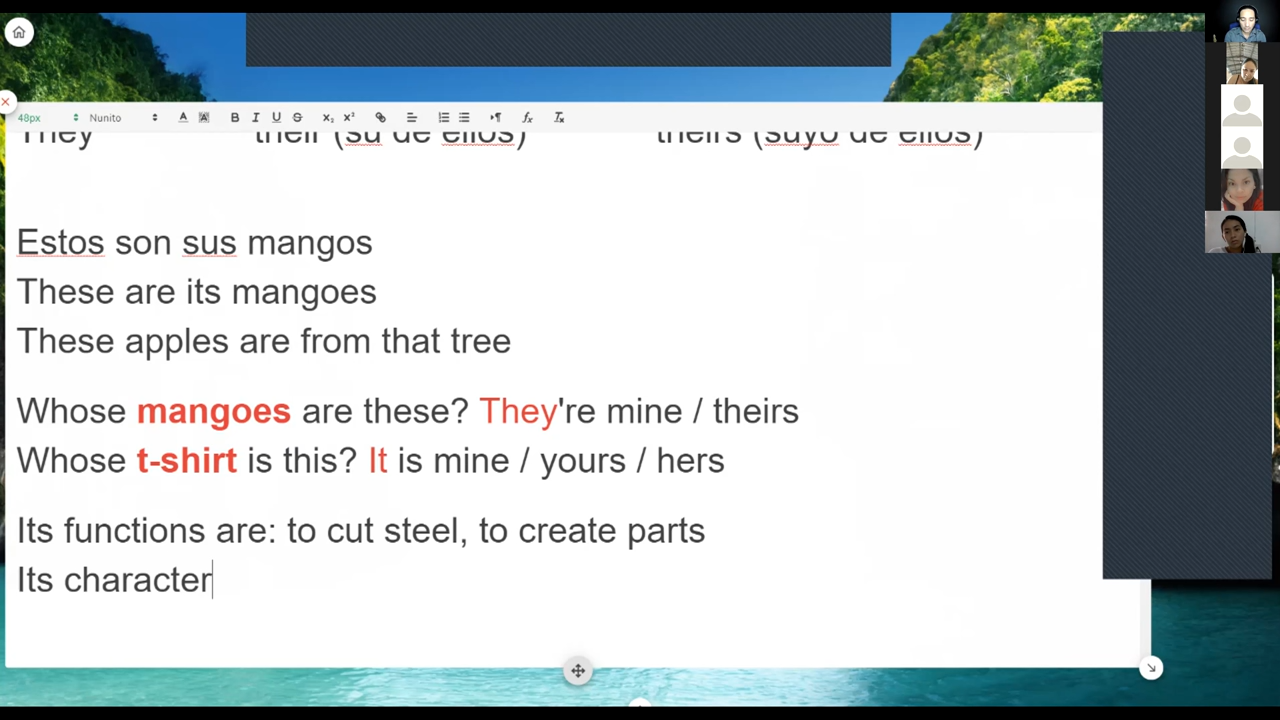 48px Nunito
They their (su de ellos) theirs (suyo de ellos)
Estos son sus mangos
These are its mangoes
These apples are from that tree
Whose mangoes are these? They're mine / theirs
Whose t-shirt is this? It is mine / yours / hers
Its functions are: to cut steel, to create parts
Its character